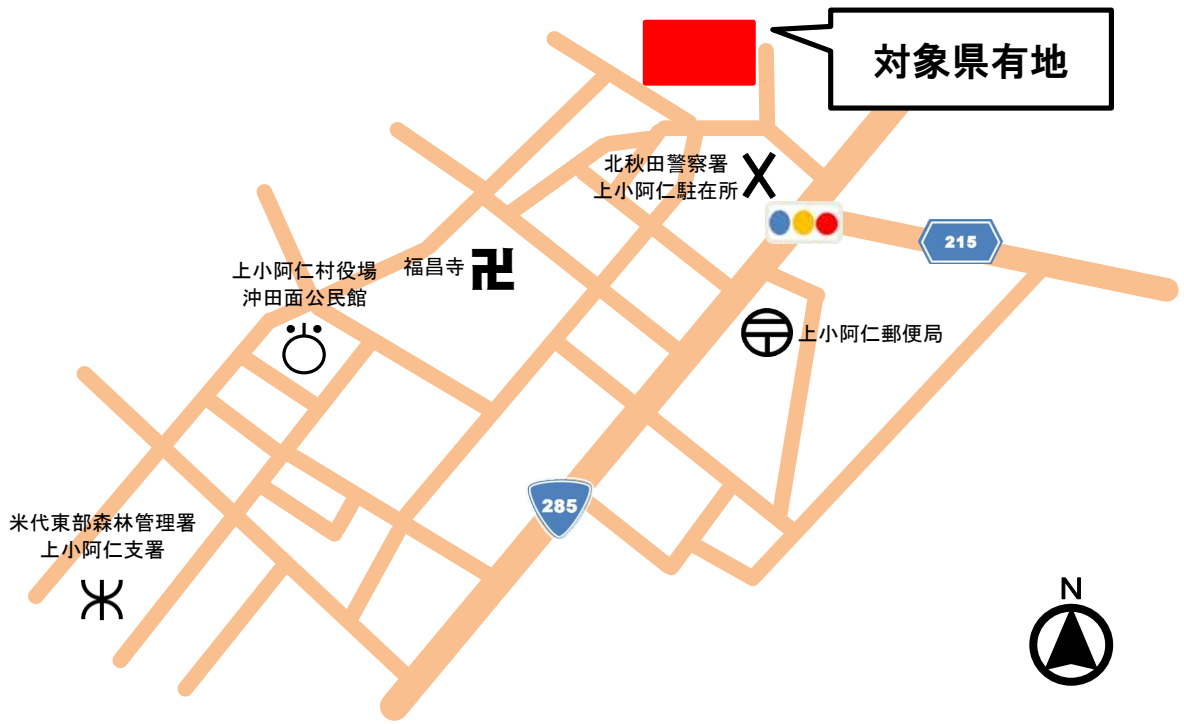 対象県有地
北秋田警察署
上小阿仁駐在所
215
上小阿仁村役場
沖田面公民館
福昌寺
上小阿仁郵便局
285
米代東部森林管理署
上小阿仁支署
N